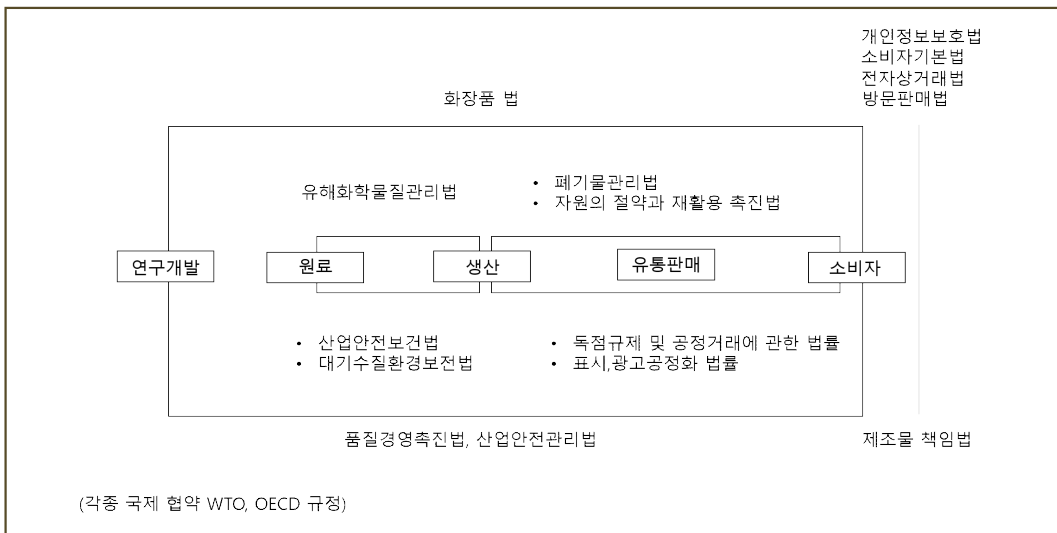 개인정보보호법
소비자기본법
전자상거래법
방문판매법
화장품 법
유해화학물질관리법
• 폐기물관리법
• 자원의 절약과 재활용 촉진법
연구개발
원료
생산
유통판매
소비자
• 산업안전보건법
• 대기수질환경보전법
• 독점규제 및 공정거래에 관한 법률
• 표시,광고공정화 법률
품질경영촉진법, 산업안전관리법
제조물 책임법
(각종 국제 협약 WTO, OECD 규정)